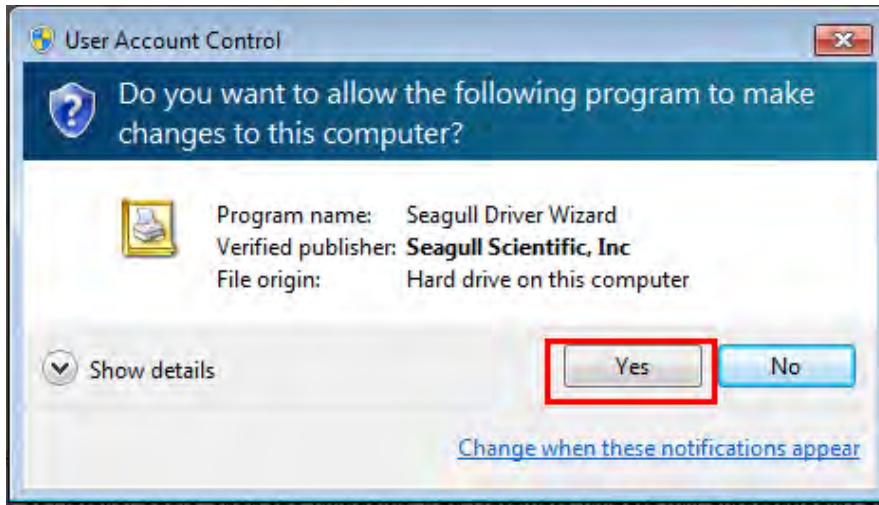 User Account Control
Do you want to allow the following program to make
changes to this computer?
Program name: Seagull Driver Wizard
Verified publisher: Seagull Scientific, Inc
File origin: Hard drive on this computer
Show details
Yes
No
Change when these notifications appear